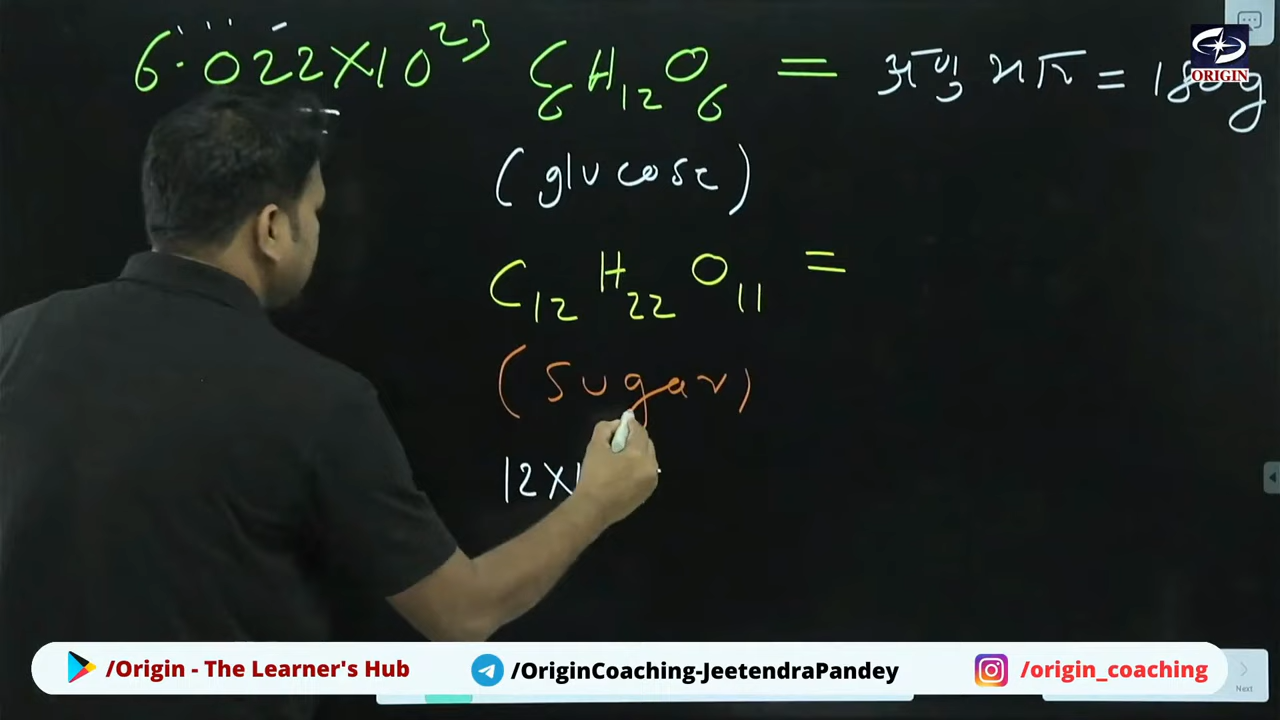 6.022×10²³ C₆H₁₂O₆ = अणु भार = 180g
ORIGIN
(glucose)
C₁₂H₂₂O₁₁ =
(Sugar)
12×1
/Origin - The Learner's Hub
/OriginCoaching-JeetendraPandey
/origin_coaching
Next